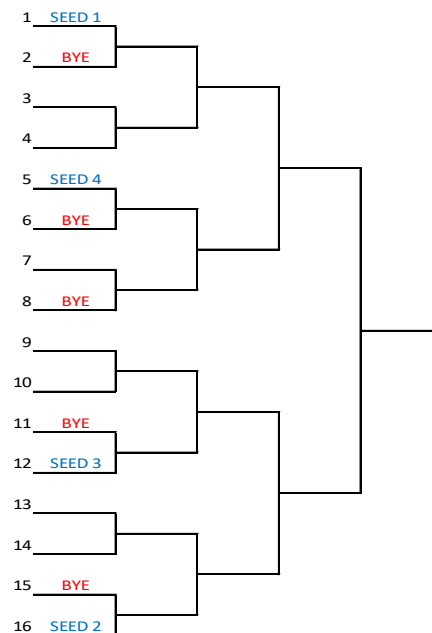 1 SEED 1
2 BYE
3
4
5 SEED 4
6 BYE
7
8 BYE
9
10
11 BYE
12 SEED 3
13
14
15 BYE
16 SEED 2